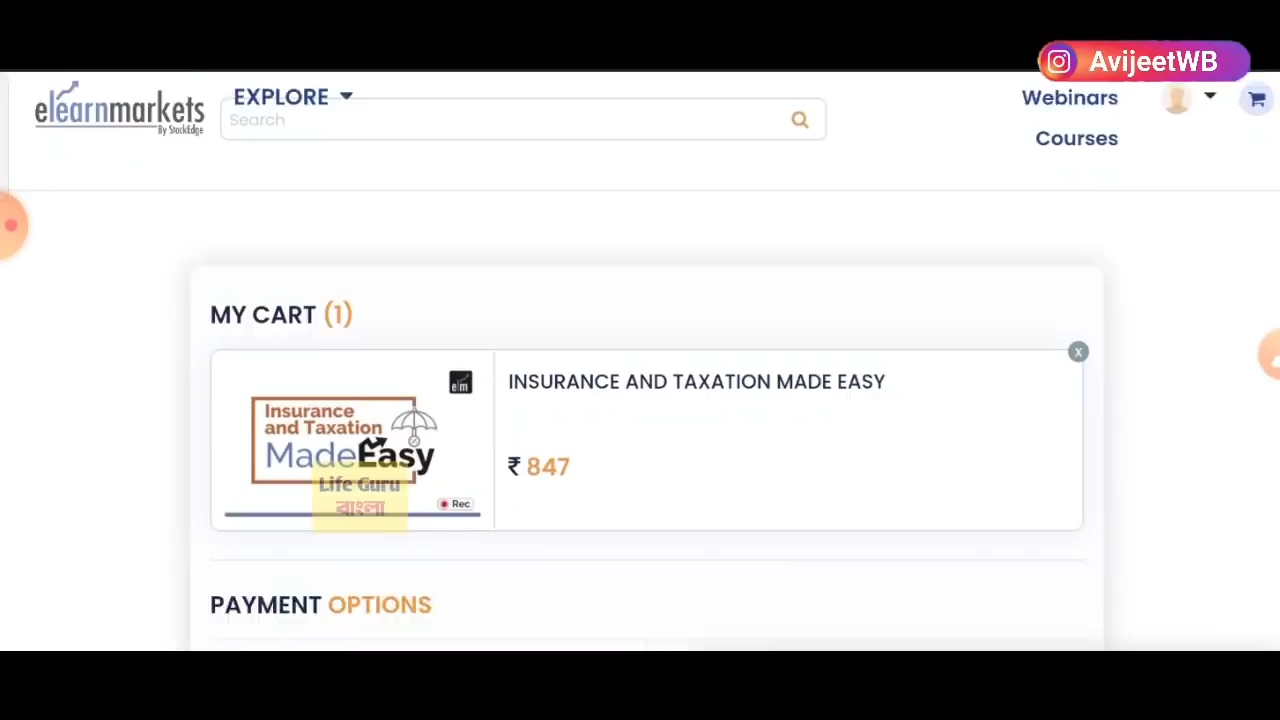 AvijeetWB
elearnmarkets
By StockEdge
EXPLORE
Search
Webinars
Courses
MY CART (1)
x
elm
Insurance
and Taxation
MadeEasy
Life Guru
বাংলা
Rec
INSURANCE AND TAXATION MADE EASY
₹ 847
PAYMENT OPTIONS